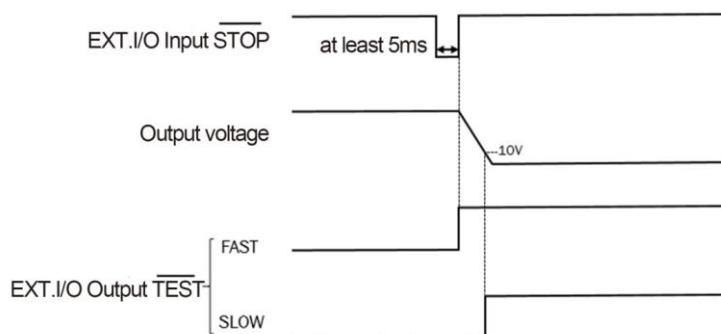 EXT.I/O Input STOP
at least 5ms
Output voltage
10V
FAST
EXT.I/O Output TEST
SLOW